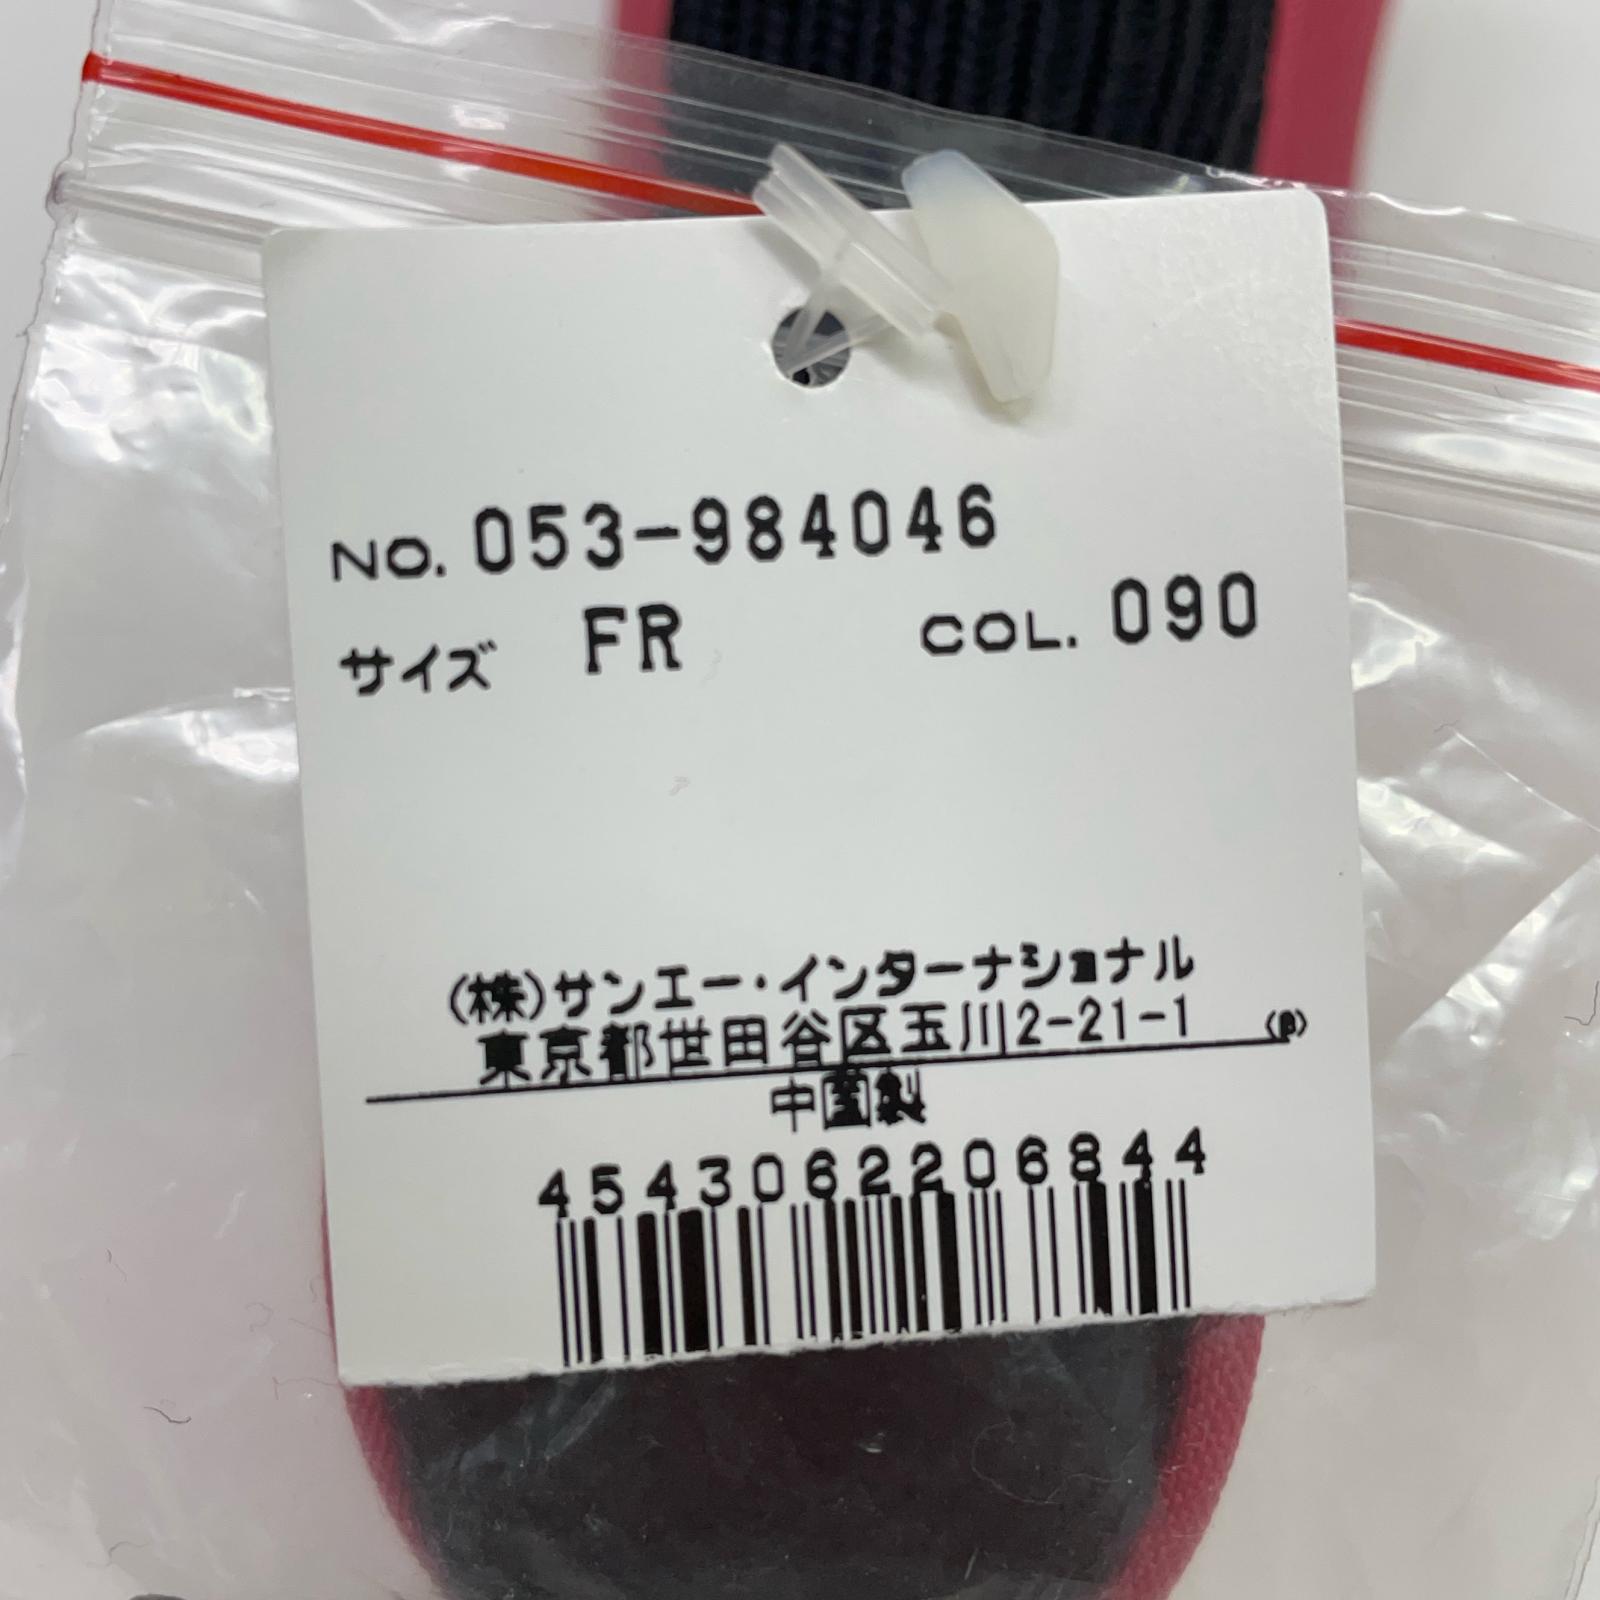 NO. 053-984046
サイズ FR COL. 090
(株)サンエー・インターナショナル
東京都世田谷区玉川2-21-1 (β)
中国製
4543062206844